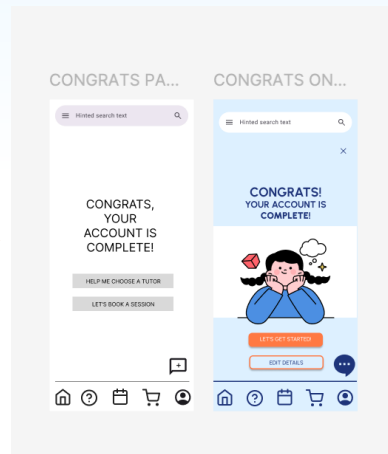 CONGRATS PA...
CONGRATS ON...
Hinted search text
Hinted search text
CONGRATS,
YOUR
ACCOUNT IS
COMPLETE!
HELP ME CHOOSE A TUTOR
LET'S BOOK A SESSION
CONGRATS!
YOUR ACCOUNT IS
COMPLETE!
LET'S GET STARTED!
EDIT DETAILS